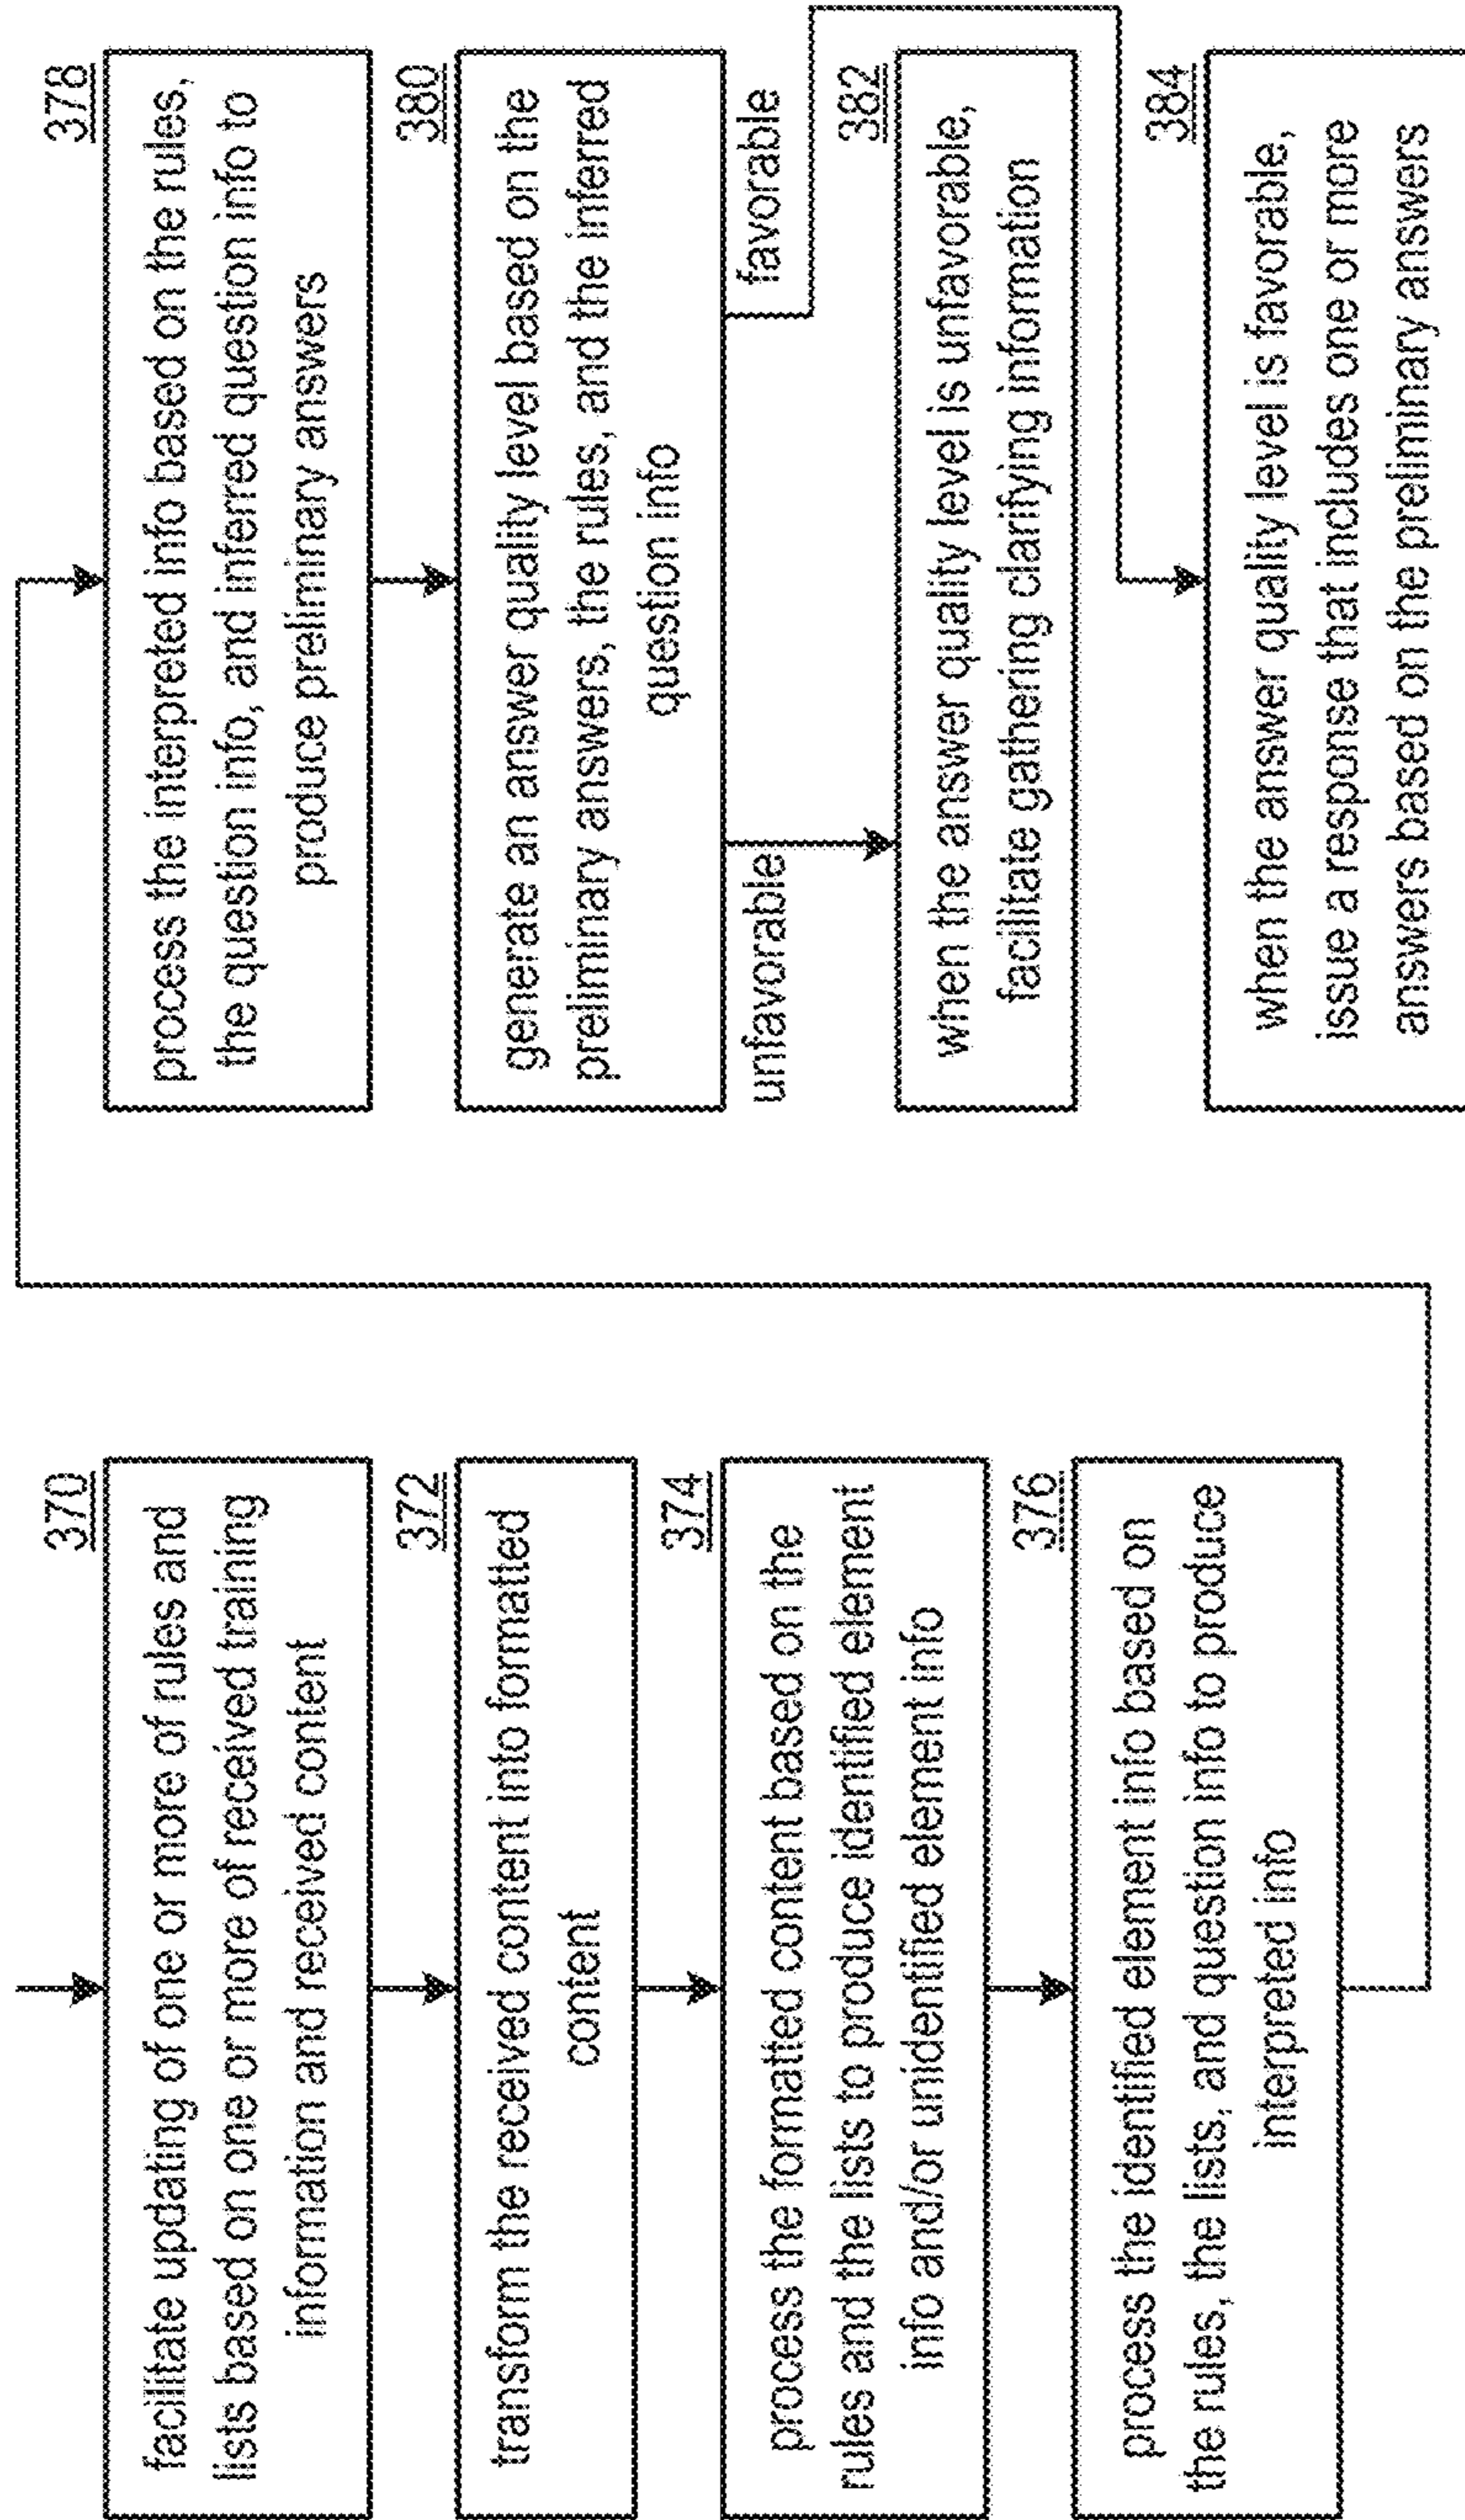 370
facilitate updating of one or more of rules and
lists based on one or more of received training
information and received content
372
transform the received content into formatted
content
374
process the formatted content based on the
rules and the lists to produce identified element
info and/or unidentified element info
376
process the identified element info based on
the rules, the lists, and question info to produce
interpreted info
378
process the interpreted info based on the rules,
the question info, and inferred question info to
produce preliminary answers
380
generate an answer quality level based on the
preliminary answers, the rules, and the inferred
question info
unfavorable
favorable
382
when the answer quality level is unfavorable,
facilitate gathering clarifying information
384
when the answer quality level is favorable,
issue a response that includes one or more
answers based on the preliminary answers